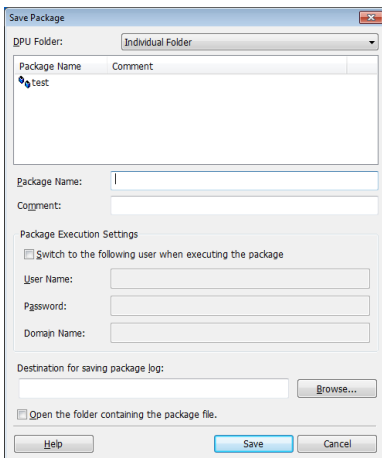 Save Package
DPU Folder: Individual Folder
Package Name Comment
test
Package Name:
Comment:
Package Execution Settings
Switch to the following user when executing the package
User Name:
Password:
Domain Name:
Destination for saving package log:
Browse...
Open the folder containing the package file.
Help Save Cancel